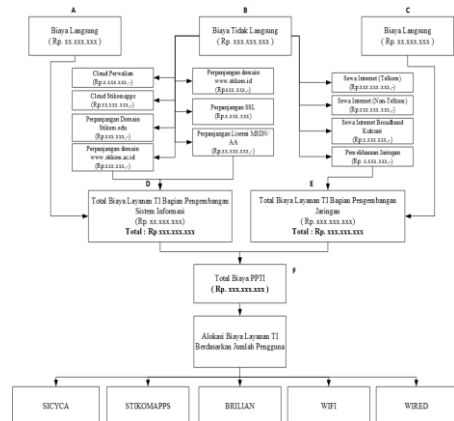 A
B
C
Biaya Langsung
( Rp. xx.xxx.xxx )
Biaya Tidak Langsung
( Rp. xxx.xxx.xxx )
Biaya Langsung
( Rp. xx.xxx.xxx )
Cloud Perwalian
(Rp.x.xxx.xxx,-)
Cloud Stikomapps
(Rp.xx.xxx.xxx,-)
Perpanjangan Domain
Stikom.edu
(Rp.xxx.xxx,-)
Perpanjangan domain
www.stikom.ac.id
(Rp.xxx.xxx,-)
Perpanjangan domain
www.stikom.id
(Rp.xxx.xxx,-)
Perpanjangan SSL
(Rp.xx.xxx.xxx)
Perpanjangan Lisensi MSDN/
AA
(Rp.xx.xxx.xxx,-)
Sewa Internet (Telkom)
(Rp.xxx.xxx.xxx,-)
Sewa Internet (Non-Telkom)
(Rp.xxx.xxx.xxx,-)
Sewa Internet Broadband
Kutisari
(Rp.xx.xxx.xxx,-)
Pemeliharaan Jaringan
(Rp. x.xxx.xxx,-)
D
E
Total Biaya Layanan TI Bagian Pengembangan
Sistem Informasi
(Rp. xx.xxx.xxx)
Total : Rp xxx.xxx.xxx
Total Biaya Layanan TI Bagian Pengembangan
Jaringan
( Rp. xxx.xxx.xxx)
Total : Rp. xxx.xxx.xxx
F
Total Biaya PPTI
( Rp. xxx.xxx.xxx )
Alokasi Biaya Layanan TI
Berdasarkan Jumlah Pengguna
SICYCA
STIKOMAPPS
BRILIAN
WIFI
WIRED